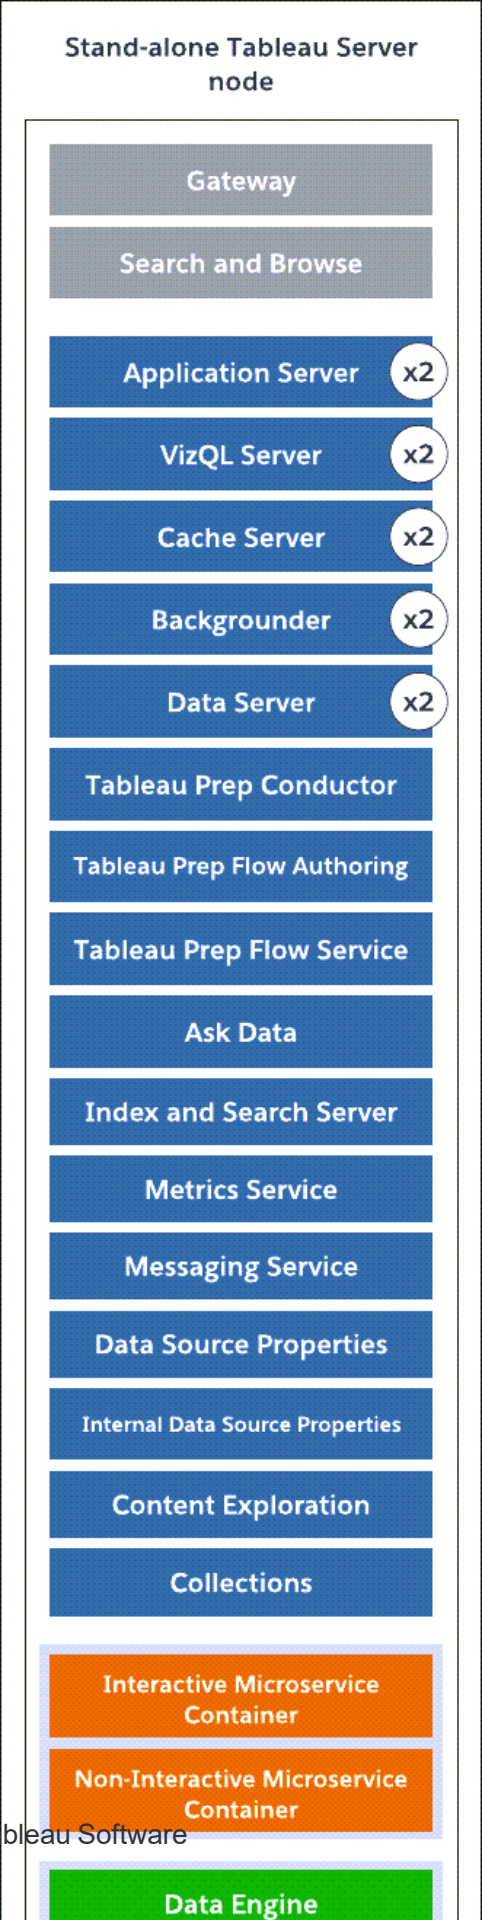 Stand-alone Tableau Server
node
Gateway
Search and Browse
Application Server x2
VizQL Server x2
Cache Server x2
Backgrounder x2
Data Server x2
Tableau Prep Conductor
Tableau Prep Flow Authoring
Tableau Prep Flow Service
Ask Data
Index and Search Server
Metrics Service
Messaging Service
Data Source Properties
Internal Data Source Properties
Content Exploration
Collections
Interactive Microservice
Container
Non-Interactive Microservice
Container
bleau Software
Data Engine